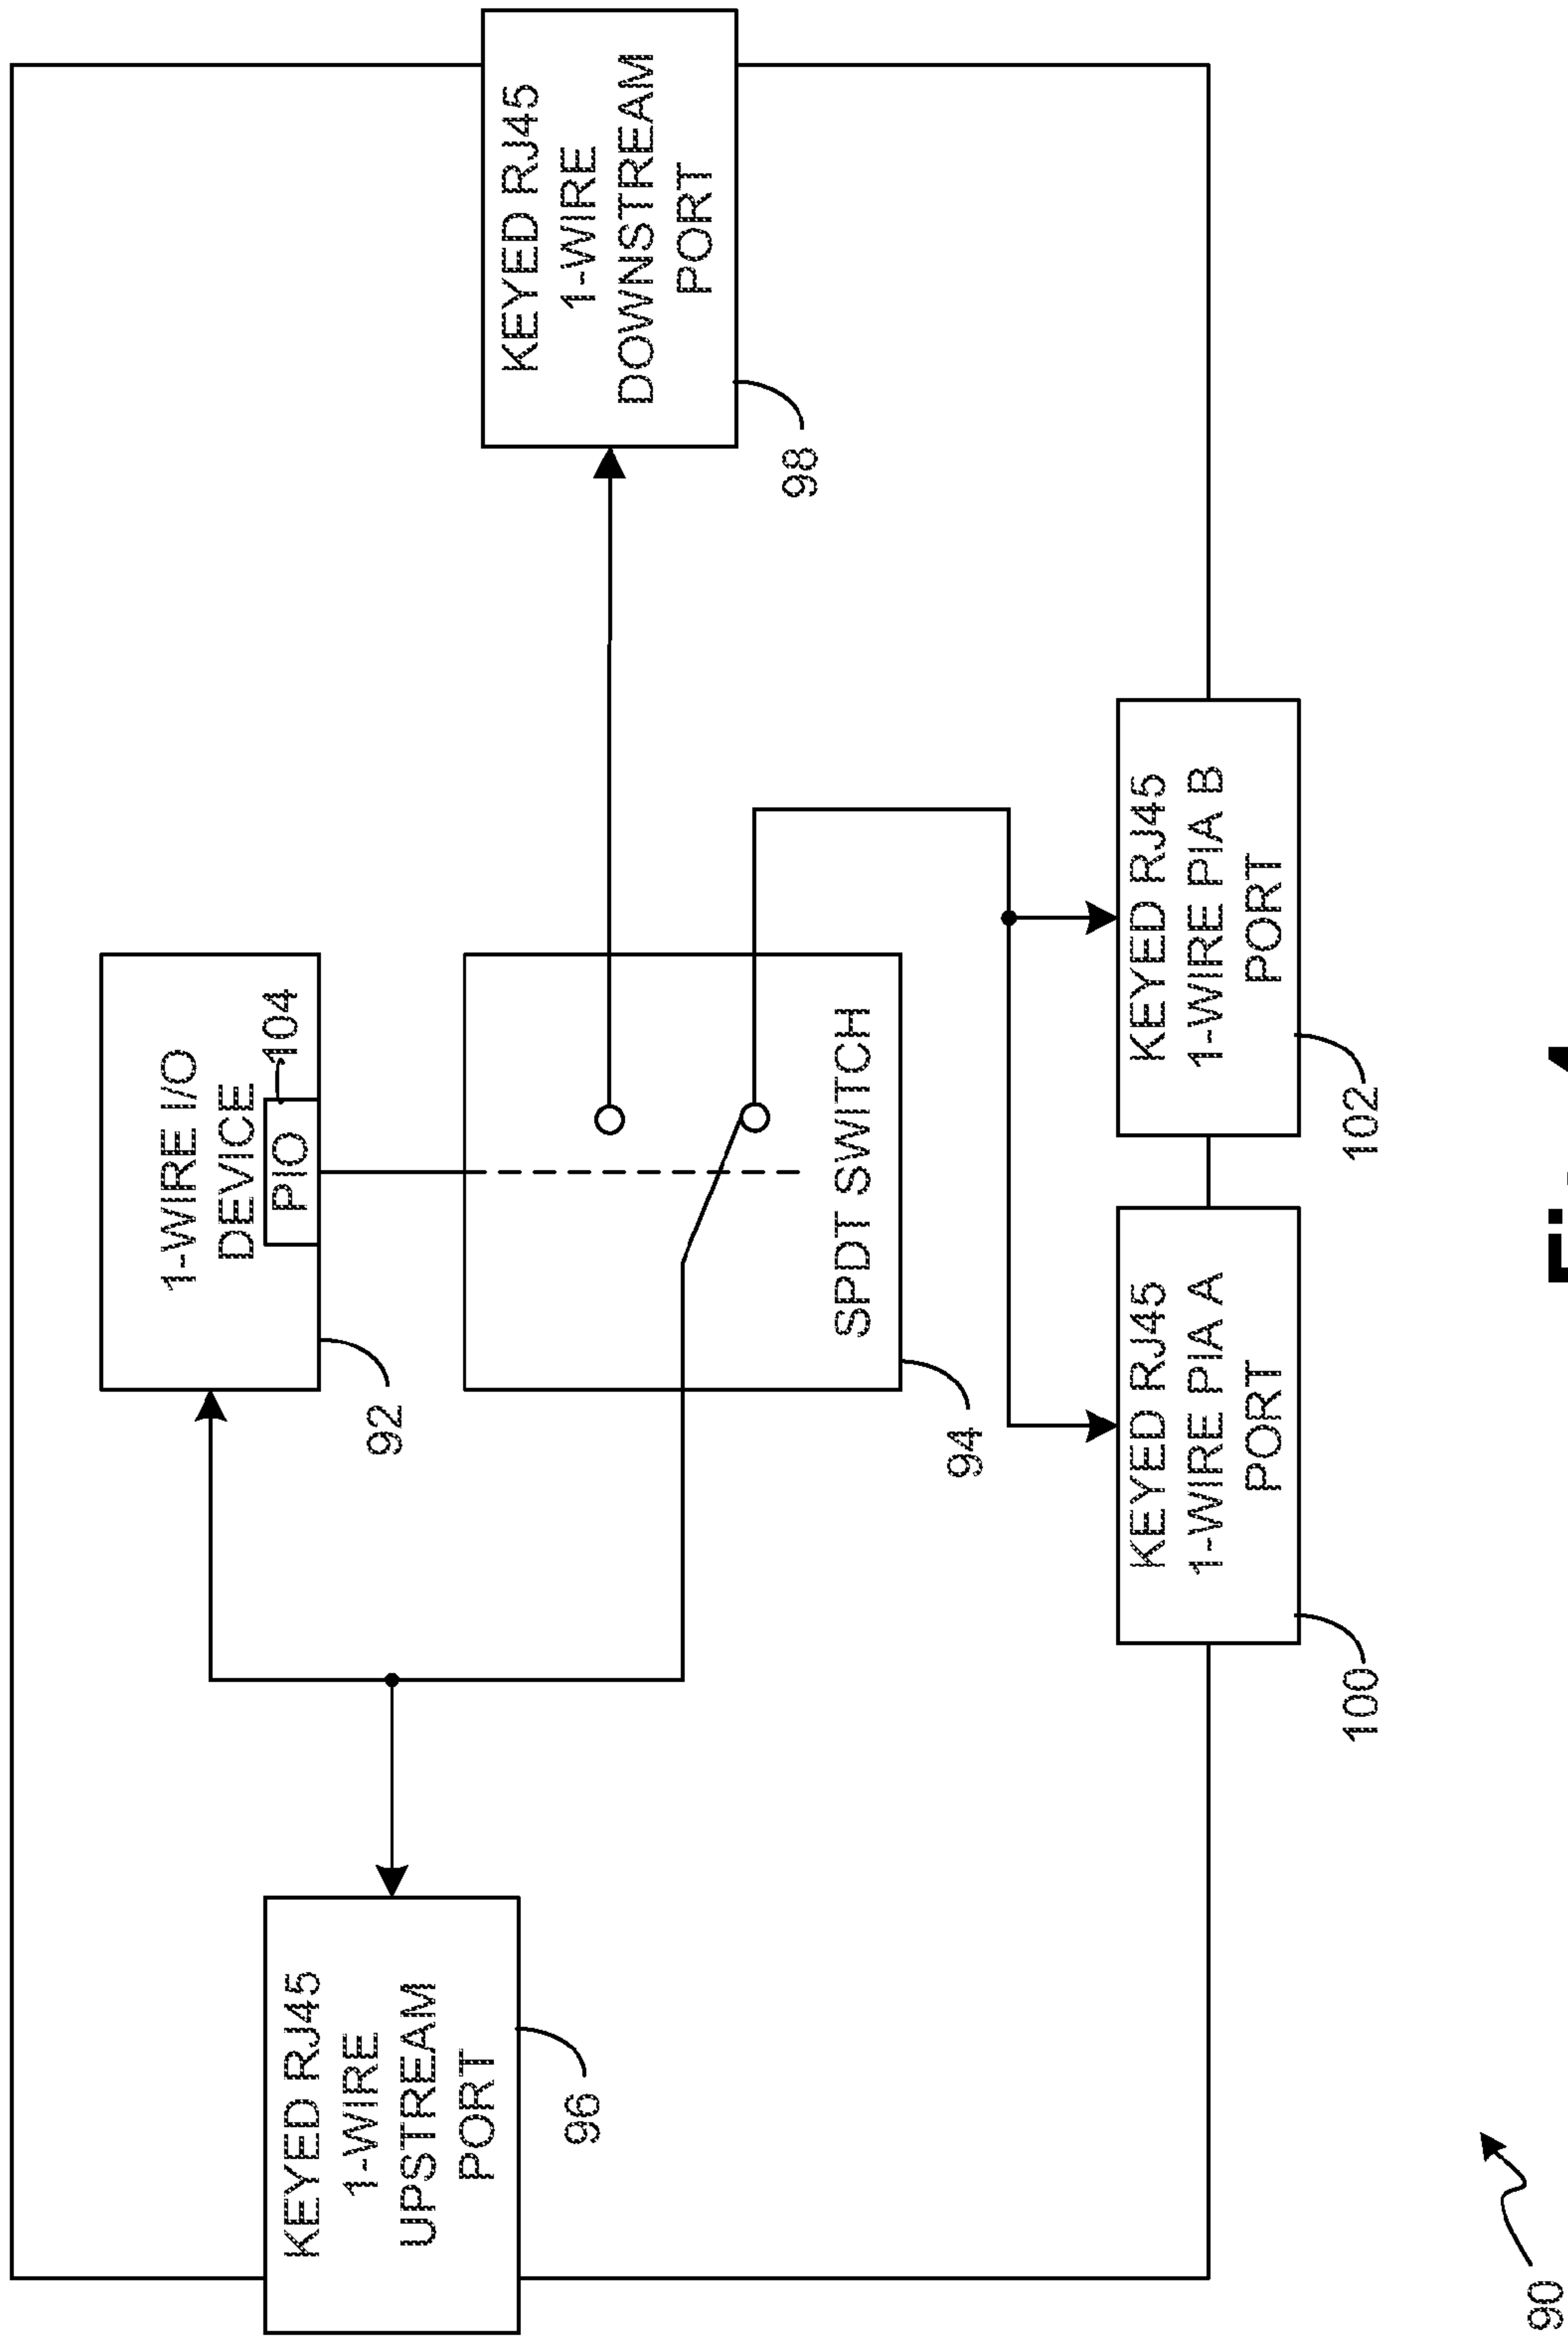 1-WIRE I/O
DEVICE
PIO
104
92
KEYED RJ45
1-WIRE
UPSTREAM
PORT
96
KEYED RJ45
1-WIRE
DOWNSTREAM
PORT
98
SPDT SWITCH
94
KEYED RJ45
1-WIRE PIA A
PORT
100
KEYED RJ45
1-WIRE PIA B
PORT
102
90